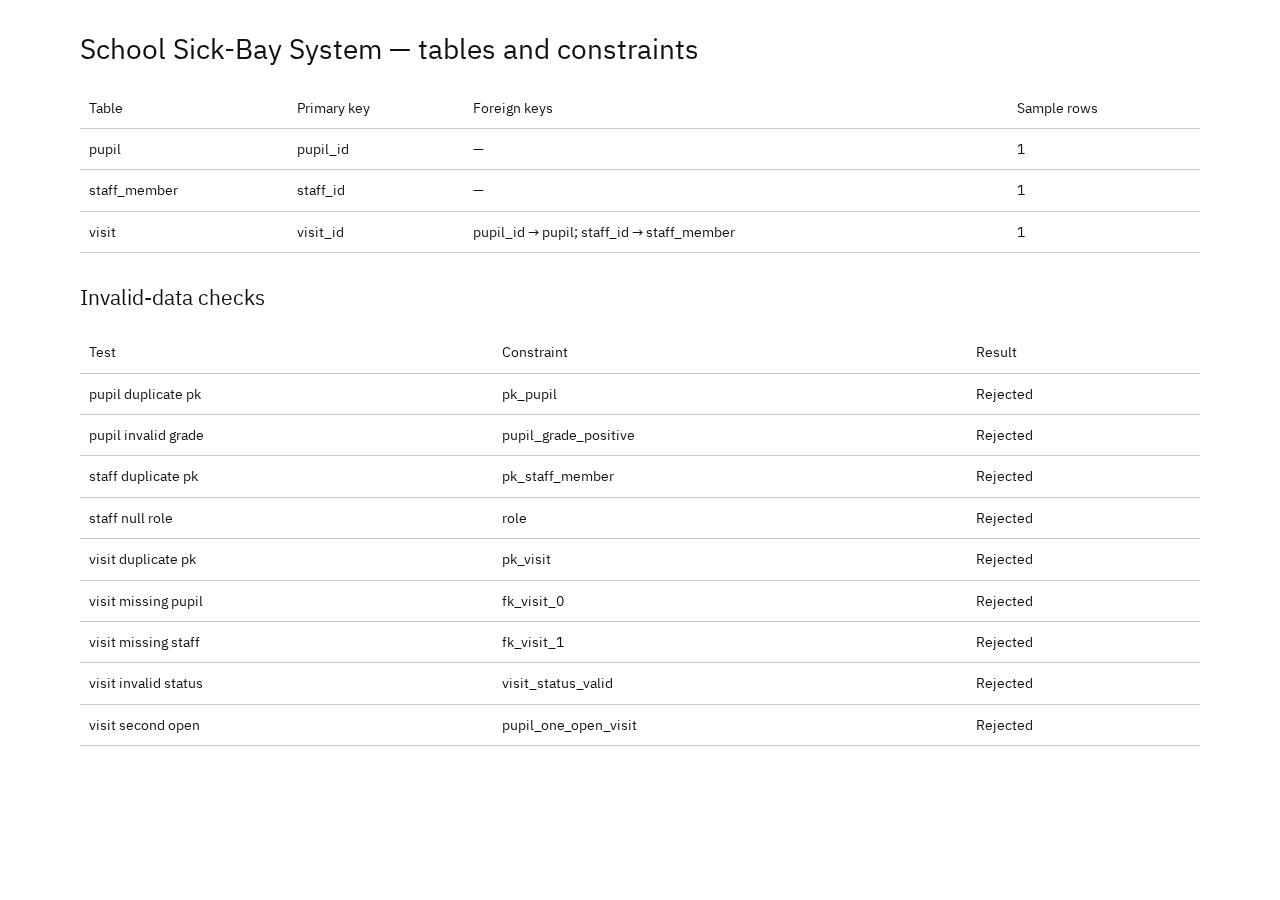 School Sick-Bay System — tables and constraints
Table Primary key Foreign keys Sample rows
pupil pupil_id — 1
staff_member staff_id — 1
visit visit_id pupil_id → pupil; staff_id → staff_member 1
Invalid-data checks
Test Constraint Result
pupil duplicate pk pk_pupil Rejected
pupil invalid grade pupil_grade_positive Rejected
staff duplicate pk pk_staff_member Rejected
staff null role role Rejected
visit duplicate pk pk_visit Rejected
visit missing pupil fk_visit_0 Rejected
visit missing staff fk_visit_1 Rejected
visit invalid status visit_status_valid Rejected
visit second open pupil_one_open_visit Rejected